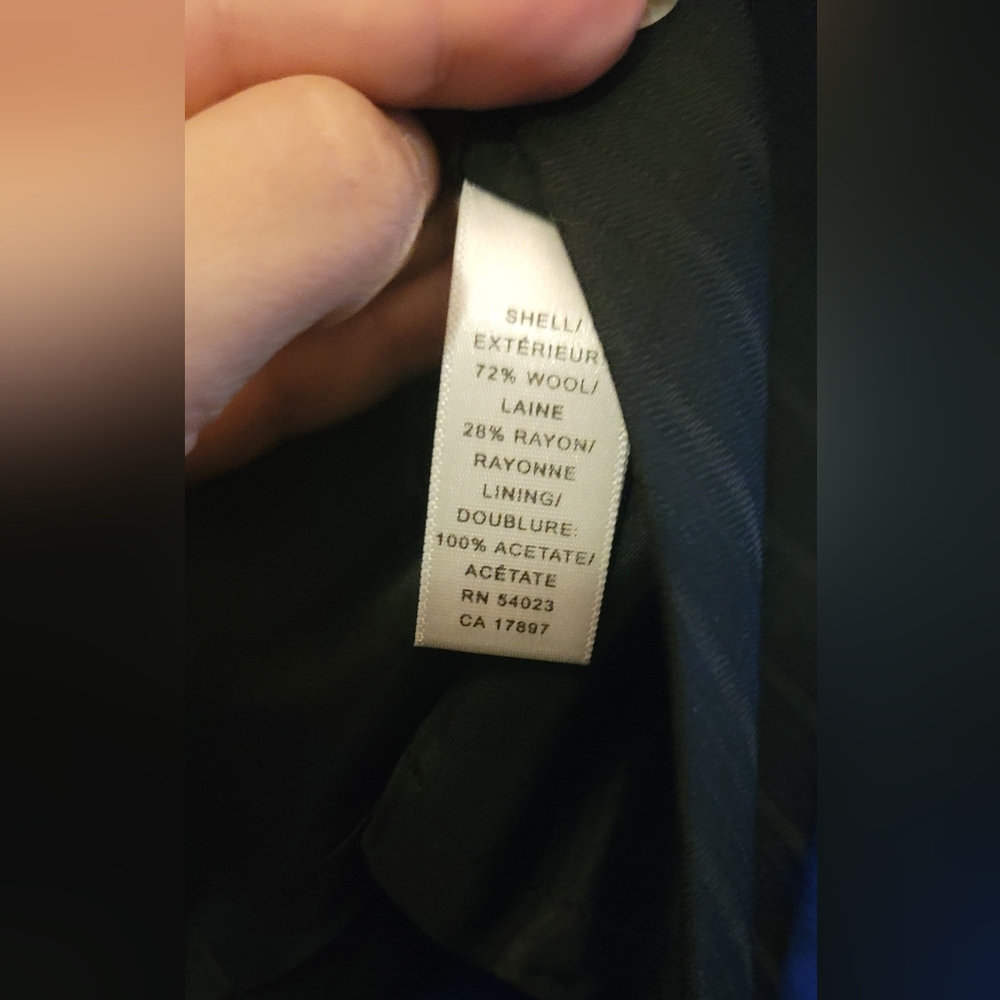 SHELL/
EXTÉRIEUR
72% WOOL/
LAINE
28% RAYON/
RAYONNE
LINING/
DOUBLURE:
100% ACETATE/
ACÉTATE
RN 54023
CA 17897